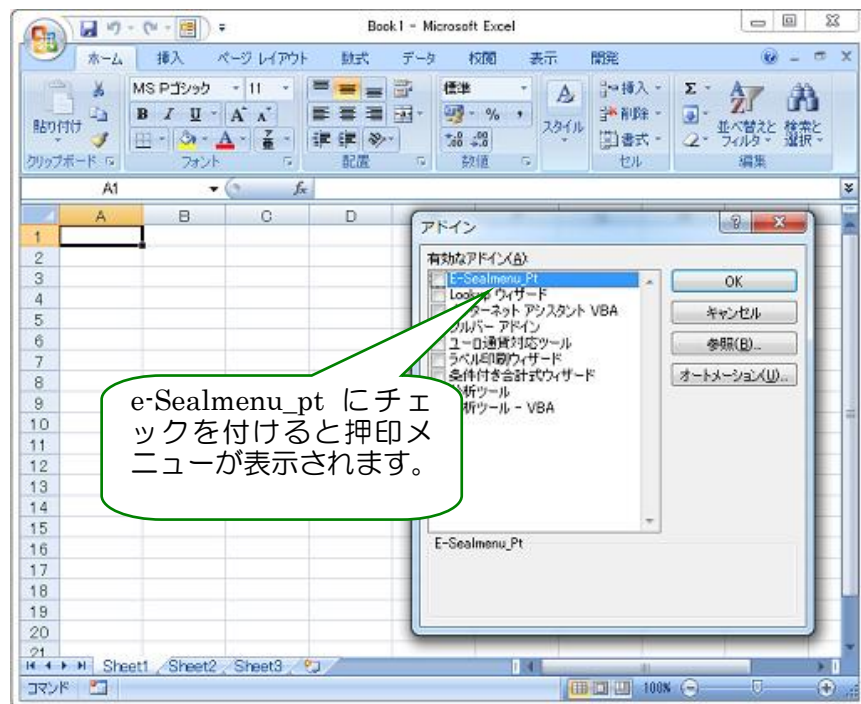 Book1 - Microsoft Excel
ホーム 挿入 ページ レイアウト 数式 データ 校閲 表示 開発
MS Pゴシック 11 標準
貼り付け
B I U A A % スタイル
挿入
削除
書式
Σ
並べ替えと フィルタ
検索と 選択
クリップボード フォント 配置 数値 セル 編集
A1 fx
A B C D
1
2
3
4
5
6
7
8
9
10
11
12
13
14
15
16
17
18
19
20
21
アドイン
有効なアドイン(A):
E-Sealmenu_Pt
Lookup ウィザード
ターネット アシスタント VBA
ルバー アドイン
ユーロ通貨対応ツール
ラベル印刷ウィザード
条件付き合計式ウィザード
析ツール
析ツール - VBA
OK
キャンセル
参照(B)...
オートメーション(U)...
E-Sealmenu_Pt
e-Sealmenu_pt にチェ
ックを付けると押印メ
ニューが表示されます。
Sheet1 Sheet2 Sheet3
コマンド 100%